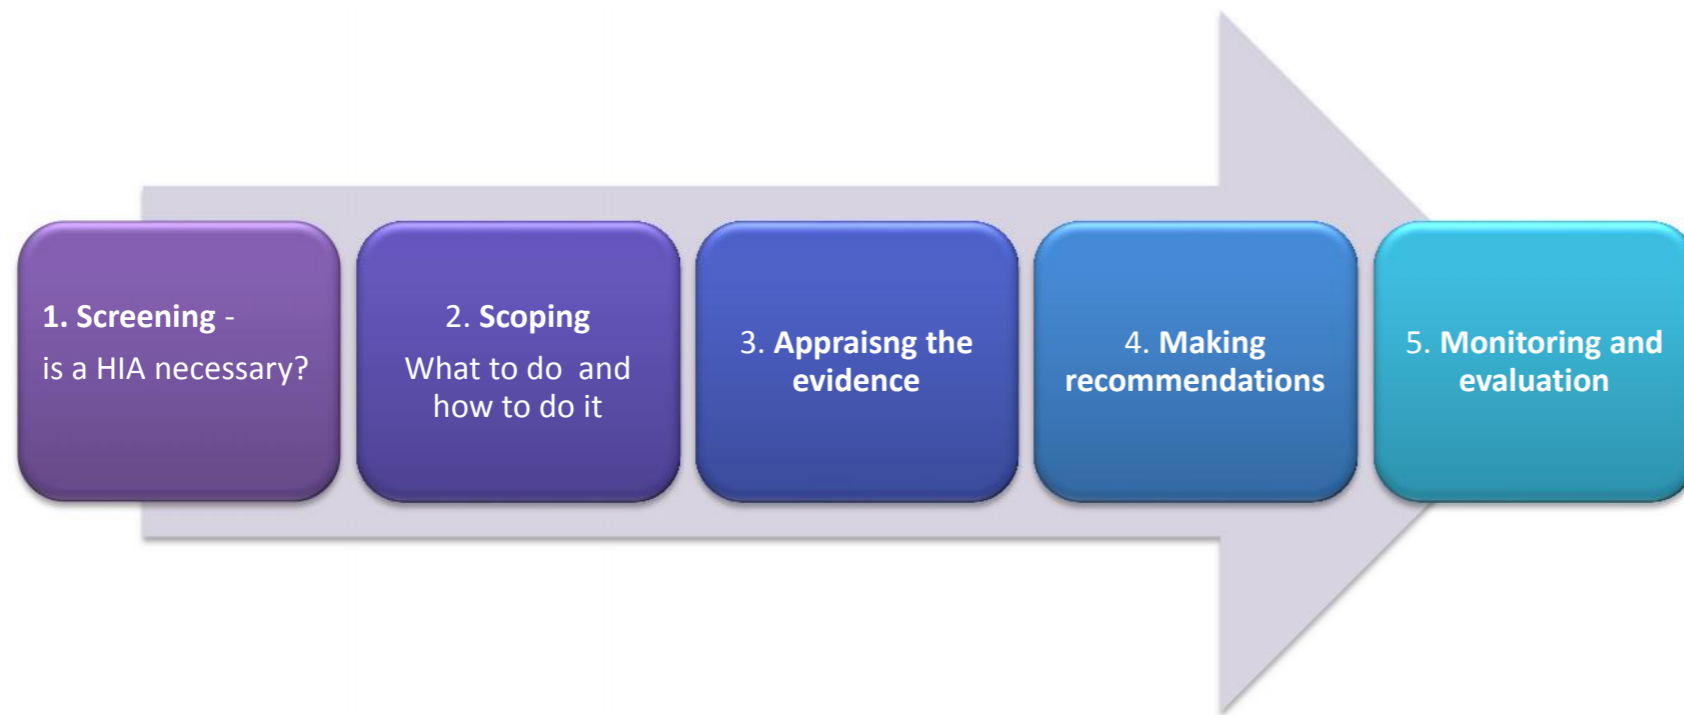 1. Screening -
is a HIA necessary?
2. Scoping
What to do  and
how to do it
3. Appraisng the
evidence
4. Making
recommendations
5. Monitoring and
evaluation